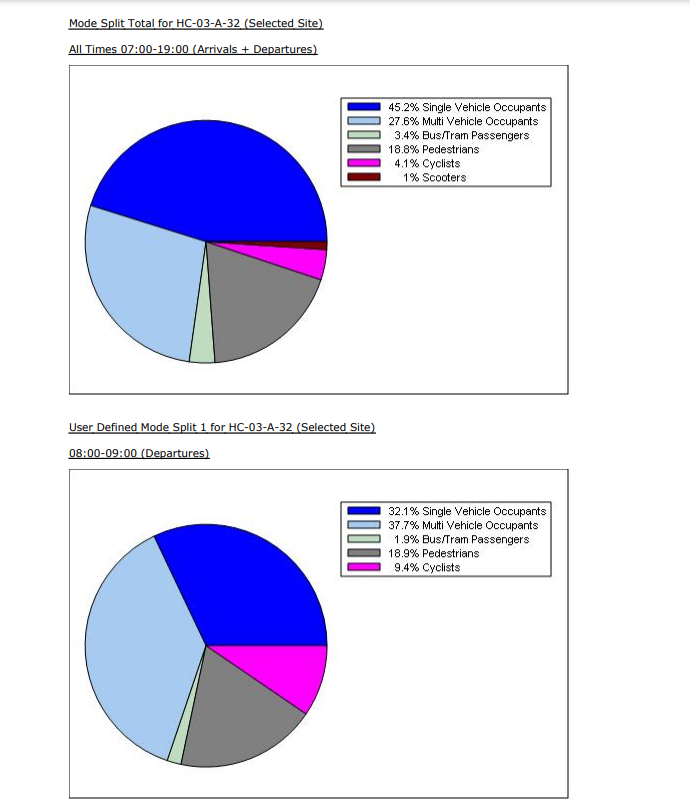 Mode Split Total for HC-03-A-32 (Selected Site)
All Times 07:00-19:00 (Arrivals + Departures)
45.2% Single Vehicle Occupants
27.6% Multi Vehicle Occupants
3.4% Bus/Tram Passengers
18.8% Pedestrians
4.1% Cyclists
1% Scooters
User Defined Mode Split 1 for HC-03-A-32 (Selected Site)
08:00-09:00 (Departures)
32.1% Single Vehicle Occupants
37.7% Multi Vehicle Occupants
1.9% Bus/Tram Passengers
18.9% Pedestrians
9.4% Cyclists